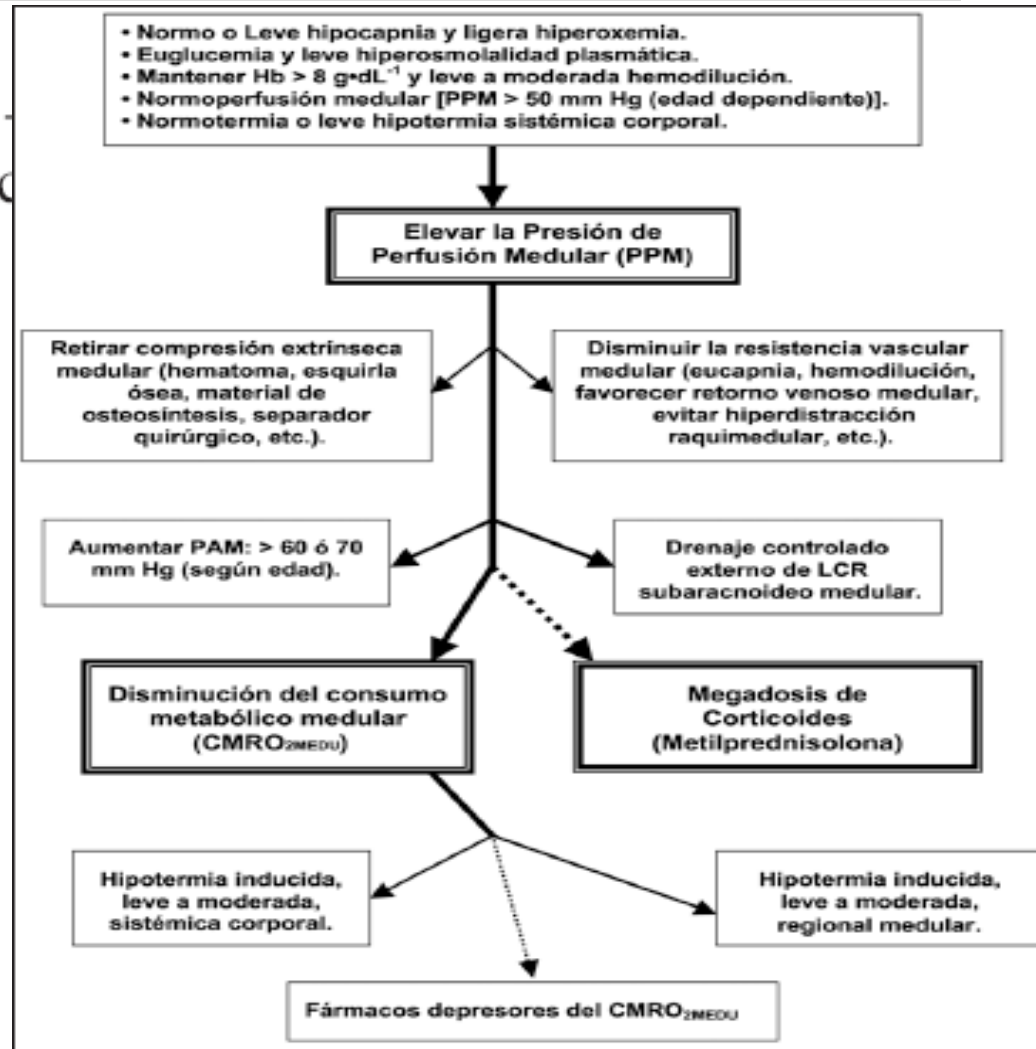 • Normo o Leve hipocapnia y ligera hiperoxemia.
• Euglucemia y leve hiperosmolalidad plasmática.
• Mantener Hb > 8 g•dL⁻¹ y leve a moderada hemodilución.
• Normoperfusión medular [PPM > 50 mm Hg (edad dependiente)].
• Normotermia o leve hipotermia sistémica corporal.
Elevar la Presión de
Perfusión Medular (PPM)
Retirar compresión extrínseca
medular (hematoma, esquirla
ósea, material de
osteosíntesis, separador
quirúrgico, etc.).
Disminuir la resistencia vascular
medular (eucapnia, hemodilución,
favorecer retorno venoso medular,
evitar hiperdistracción
raquimedular, etc.).
Aumentar PAM: > 60 ó 70
mm Hg (según edad).
Drenaje controlado
externo de LCR
subaracnoideo medular.
Disminución del consumo
metabólico medular
(CMRO₂MEDU)
Megadosis de
Corticoides
(Metilprednisolona)
Hipotermia inducida,
leve a moderada,
sistémica corporal.
Hipotermia inducida,
leve a moderada,
regional medular.
Fármacos depresores del CMRO₂MEDU